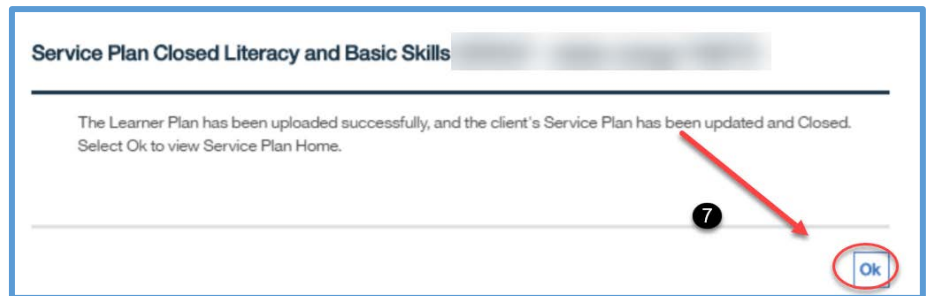 Service Plan Closed Literacy and Basic Skills
The Learner Plan has been uploaded successfully, and the client's Service Plan has been updated and Closed.
Select Ok to view Service Plan Home.
7
Ok